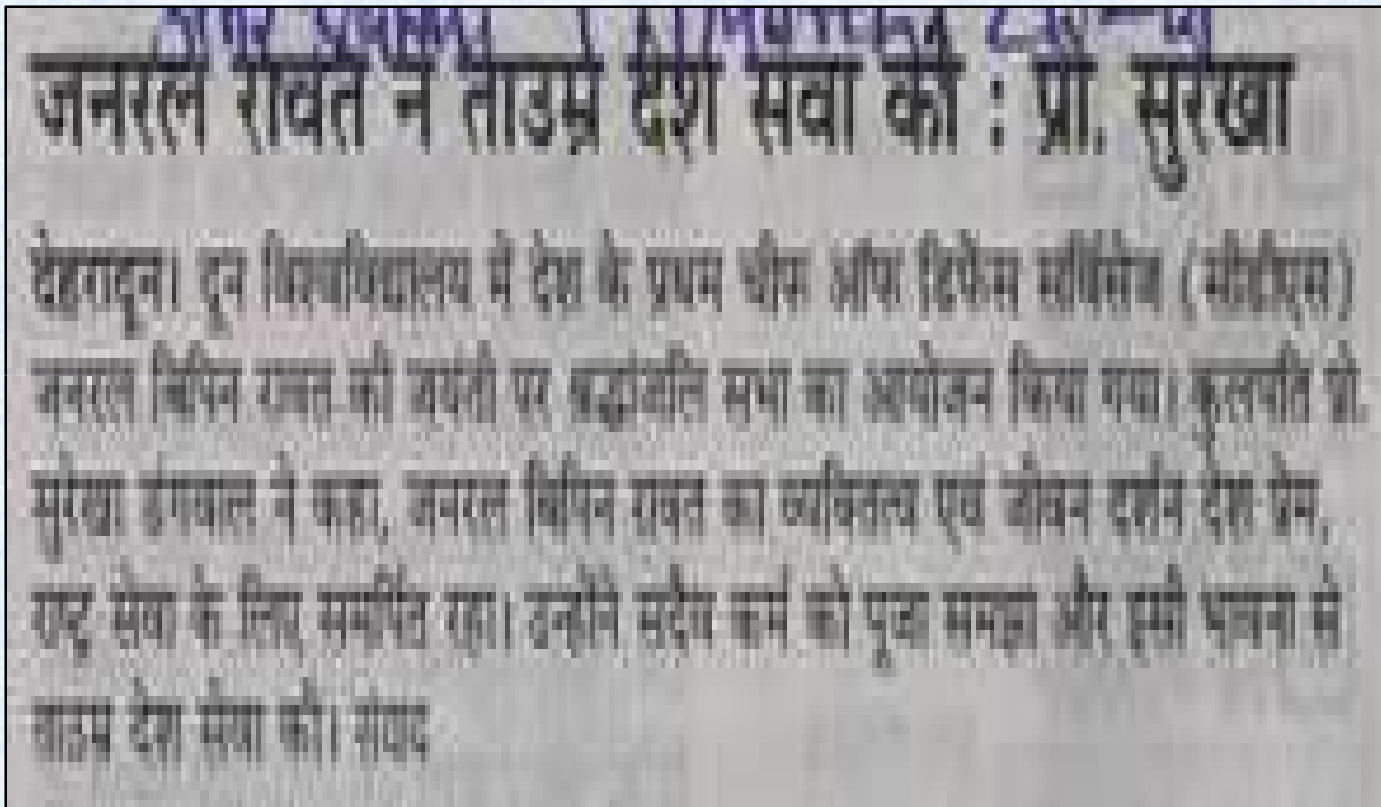 जनरल रावत ने ताउम्र देश सेवा की : प्रो. सुरेखा
देहरादून। दून विश्वविद्यालय में देश के प्रथम चीफ ऑफ डिफेंस सर्विसेज (सीडीएस)
जनरल बिपिन रावत की जयंती पर श्रद्धांजलि सभा का आयोजन किया गया। कुलपति प्रो.
सुरेखा डंगवाल ने कहा, जनरल बिपिन रावत का व्यक्तित्व एवं जीवन दर्शन देश प्रेम,
राष्ट्र सेवा के लिए समर्पित रहा। उन्होंने सदैव कर्म को पूजा समझा और इसी भावना से
ताउम्र देश सेवा की। संवाद